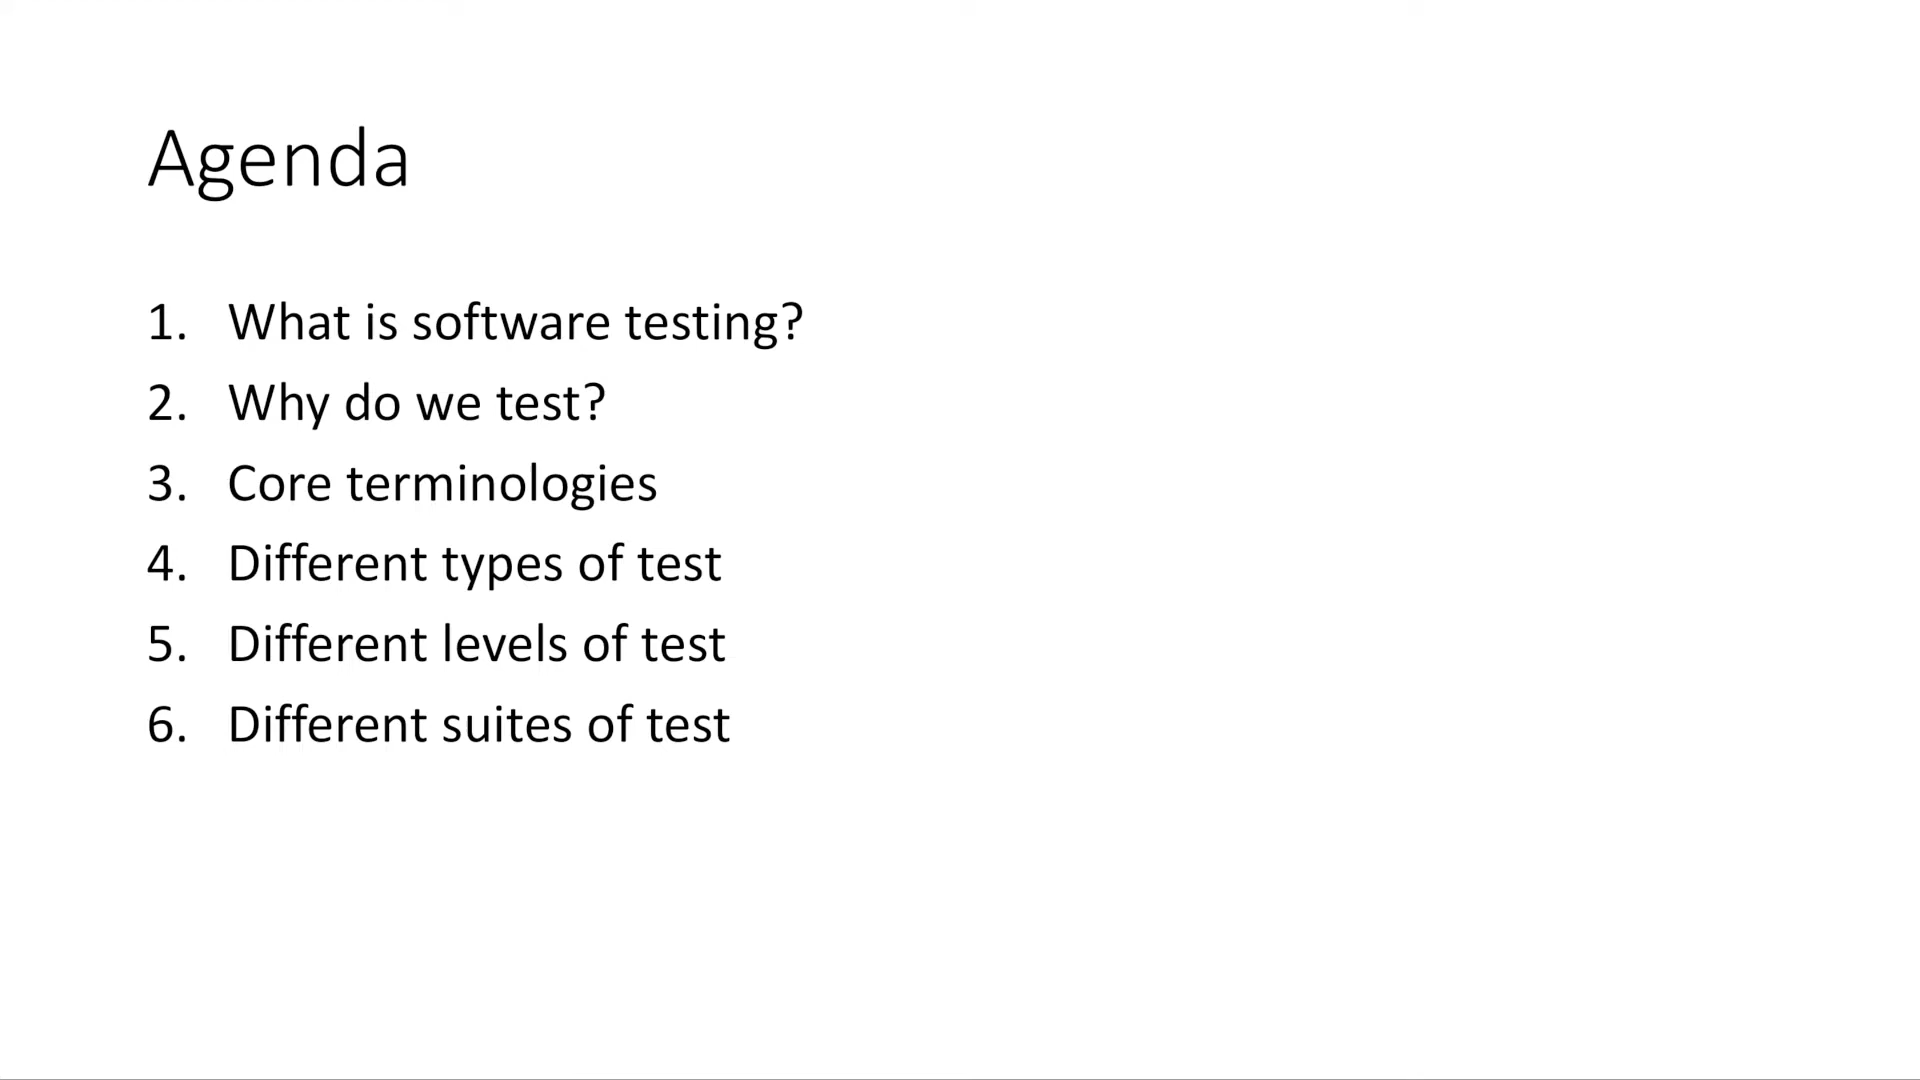 Agenda
1. What is software testing?
2. Why do we test?
3. Core terminologies
4. Different types of test
5. Different levels of test
6. Different suites of test